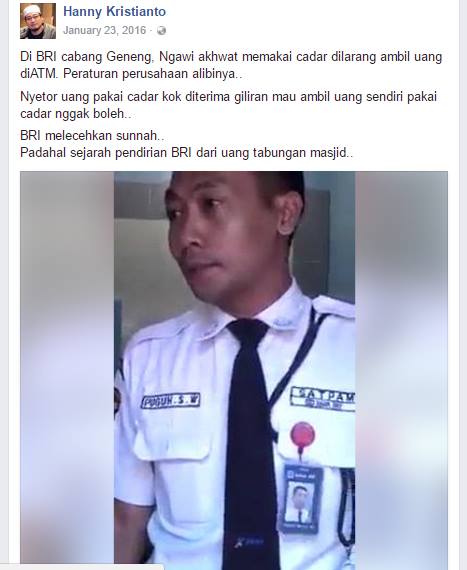 Hanny Kristianto
January 23, 2016 ·
Di BRI cabang Geneng, Ngawi akhwat memakai cadar dilarang ambil uang
diATM. Peraturan perusahaan alibinya..
Nyetor uang pakai cadar kok diterima giliran mau ambil uang sendiri pakai
cadar nggak boleh..
BRI melecehkan sunnah..
Padahal sejarah pendirian BRI dari uang tabungan masjid..
PUGUH.S.W
SATPAM